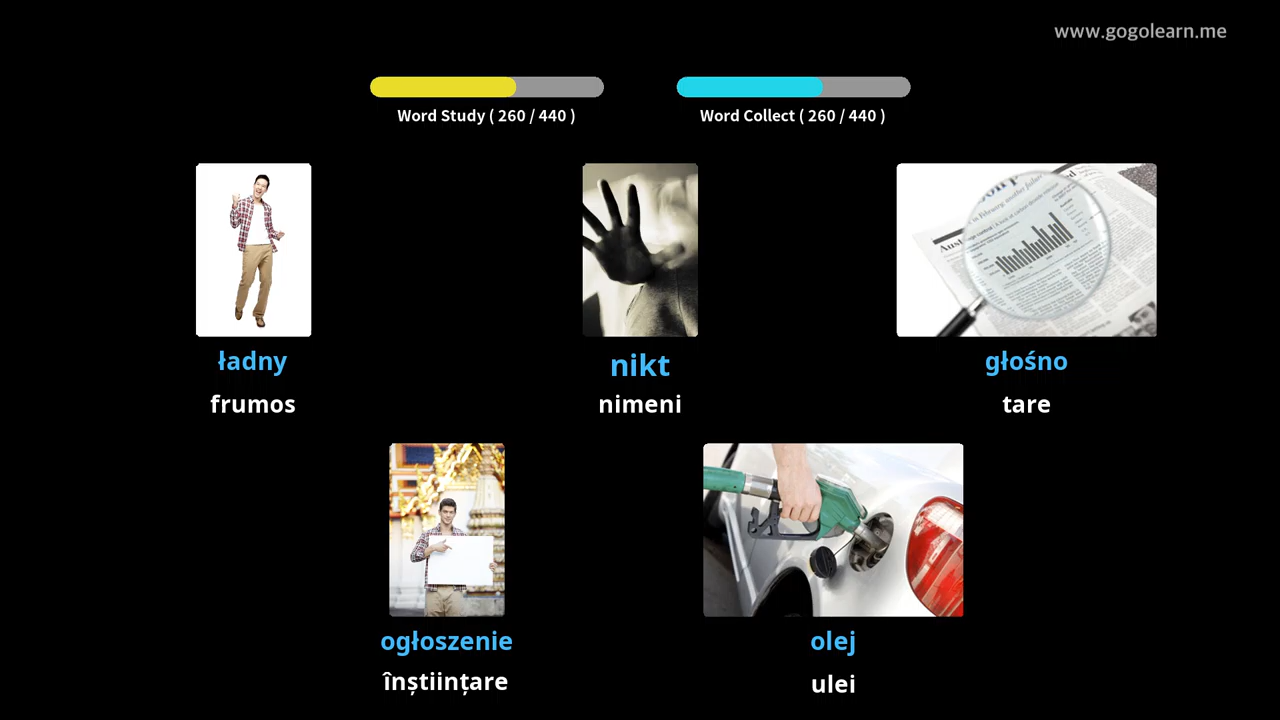 www.gogolearn.me
Word Study ( 260 / 440 )
Word Collect ( 260 / 440 )
ładny
nikt
głośno
frumos
nimeni
tare
ogłoszenie
olej
înștiințare
ulei